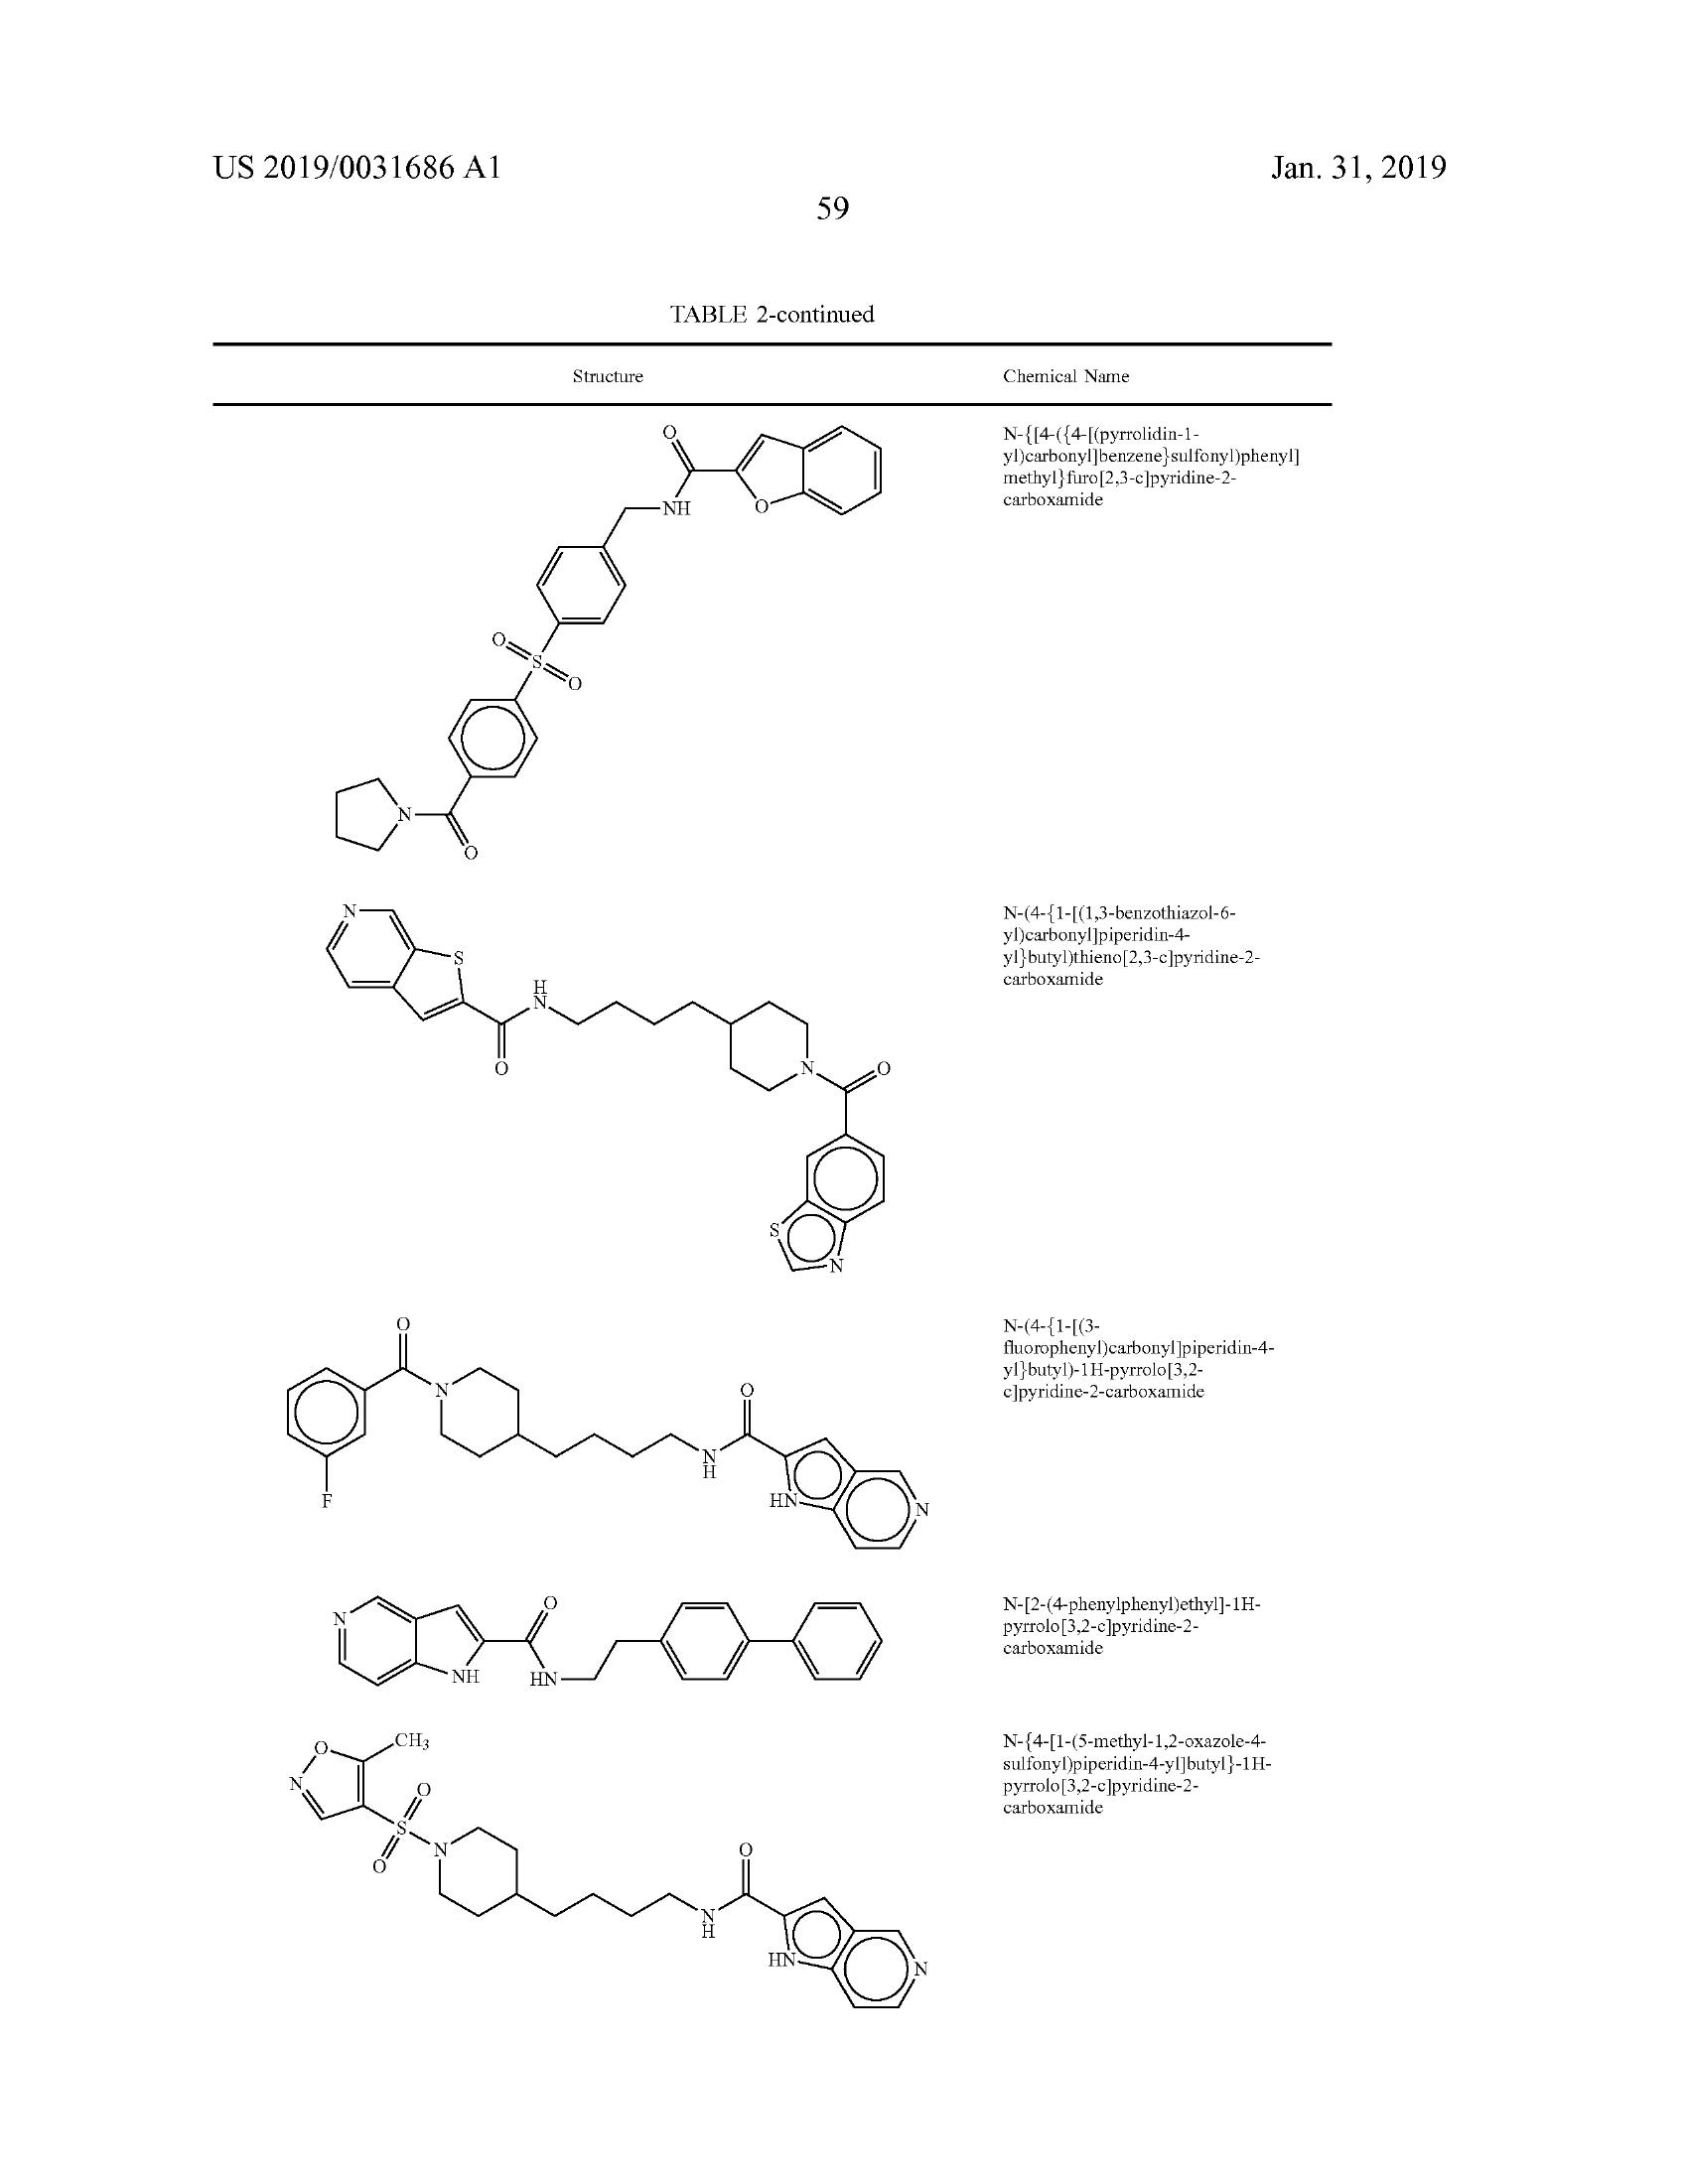 US 2019/0031686 A1
Jan. 31, 2019
59
TABLE 2-continued
Structure
Chemical Name
N-{[4-({4-[(pyrrolidin-1-
yl)carbonyl]benzene}sulfonyl)phenyl]
methyl}furo[2,3-c]pyridine-2-
carboxamide
O
NH
O
O
S
O
N
O
N-(4-{1-[(1,3-benzothiazol-6-
yl)carbonyl]piperidin-4-
yl}butyl)thieno[2,3-c]pyridine-2-
carboxamide
N
S
H
N
O
N
O
S
N
N-(4-{1-[(3-
fluorophenyl)carbonyl]piperidin-4-
yl}butyl)-1H-pyrrolo[3,2-
c]pyridine-2-carboxamide
O
N
O
N
H
HN
N
F
N-[2-(4-phenylphenyl)ethyl]-1H-
pyrrolo[3,2-c]pyridine-2-
carboxamide
N
O
NH
HN
N-{4-[1-(5-methyl-1,2-oxazole-4-
sulfonyl)piperidin-4-yl]butyl}-1H-
pyrrolo[3,2-c]pyridine-2-
carboxamide
CH3
O
N
O
S
O
N
O
N
H
HN
N